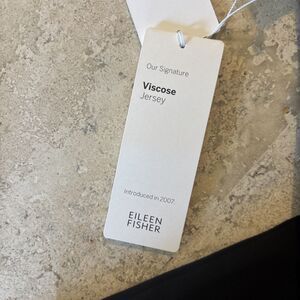 Our Signature
Viscose
Jersey
Introduced in 2007
EILEEN
FISHER